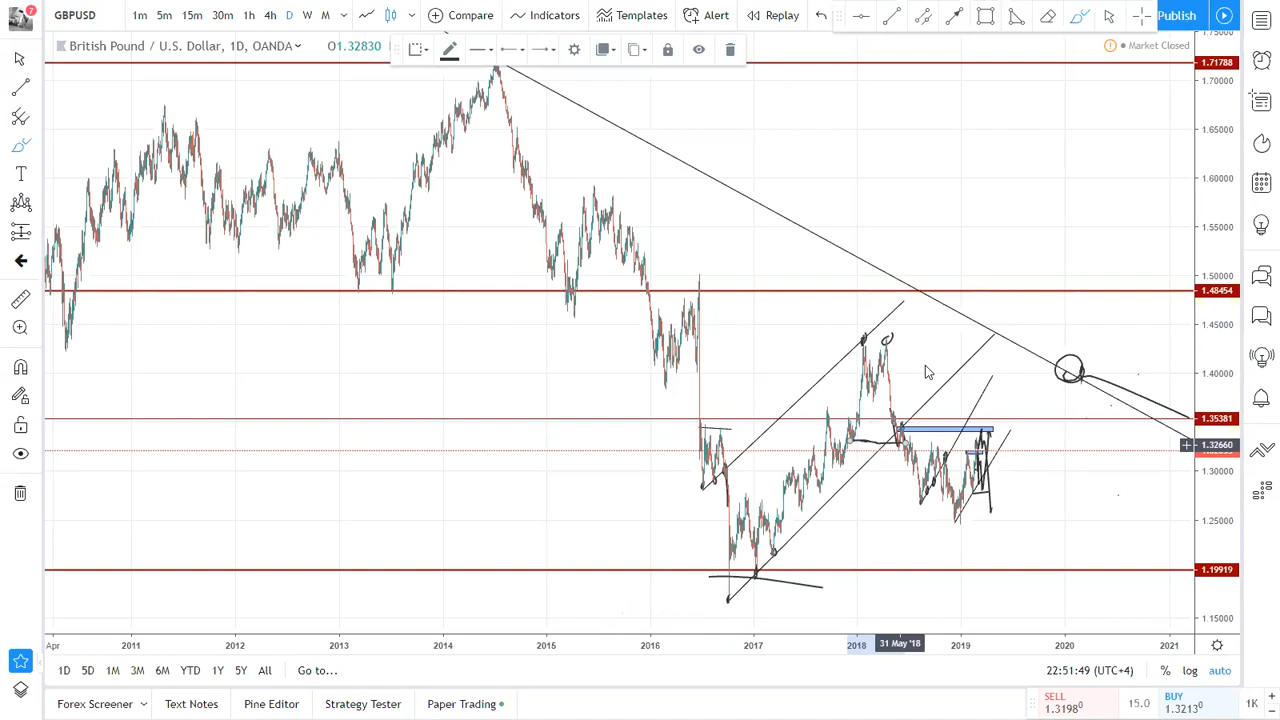 7
GBPUSD
1m 5m 15m 30m 1h 4h D W M
Compare
Indicators
Templates
Alert
Replay
Publish
British Pound / U.S. Dollar, 1D, OANDA
O1.32830
Market Closed
1.71788
1.70000
1.65000
1.60000
1.55000
1.50000
1.48454
1.45000
1.40000
1.35381
1.32660
1.30000
1.25000
1.19919
1.15000
Apr 2011 2012 2013 2014 2015 2016 2017 2018 31 May '18 2019 2020 2021
1D 5D 1M 3M 6M YTD 1Y 5Y All Go to...
22:51:49 (UTC+4) % log auto
Forex Screener Text Notes Pine Editor Strategy Tester Paper Trading
SELL
1.3198⁰
15.0
BUY
1.3213⁰
1K